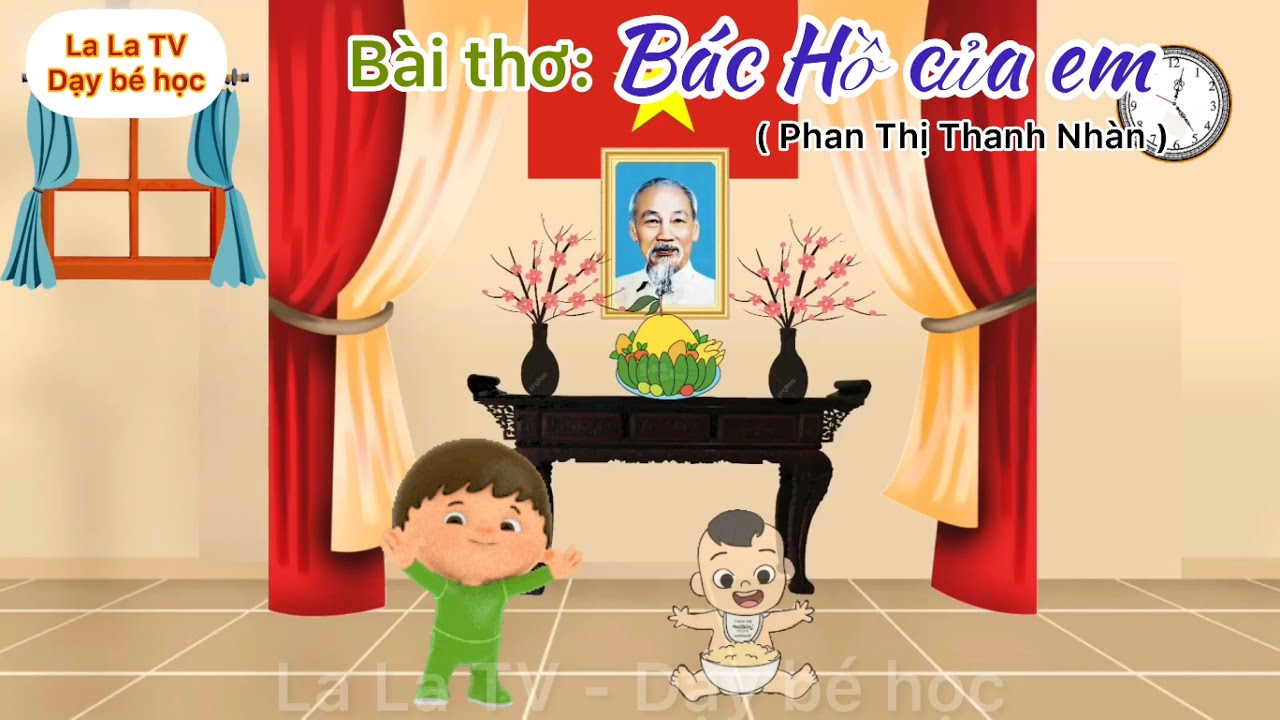 La La TV
Dạy bé học
Bài thơ: Bác Hồ của em
( Phan Thị Thanh Nhàn )
La La TV - Dạy bé học